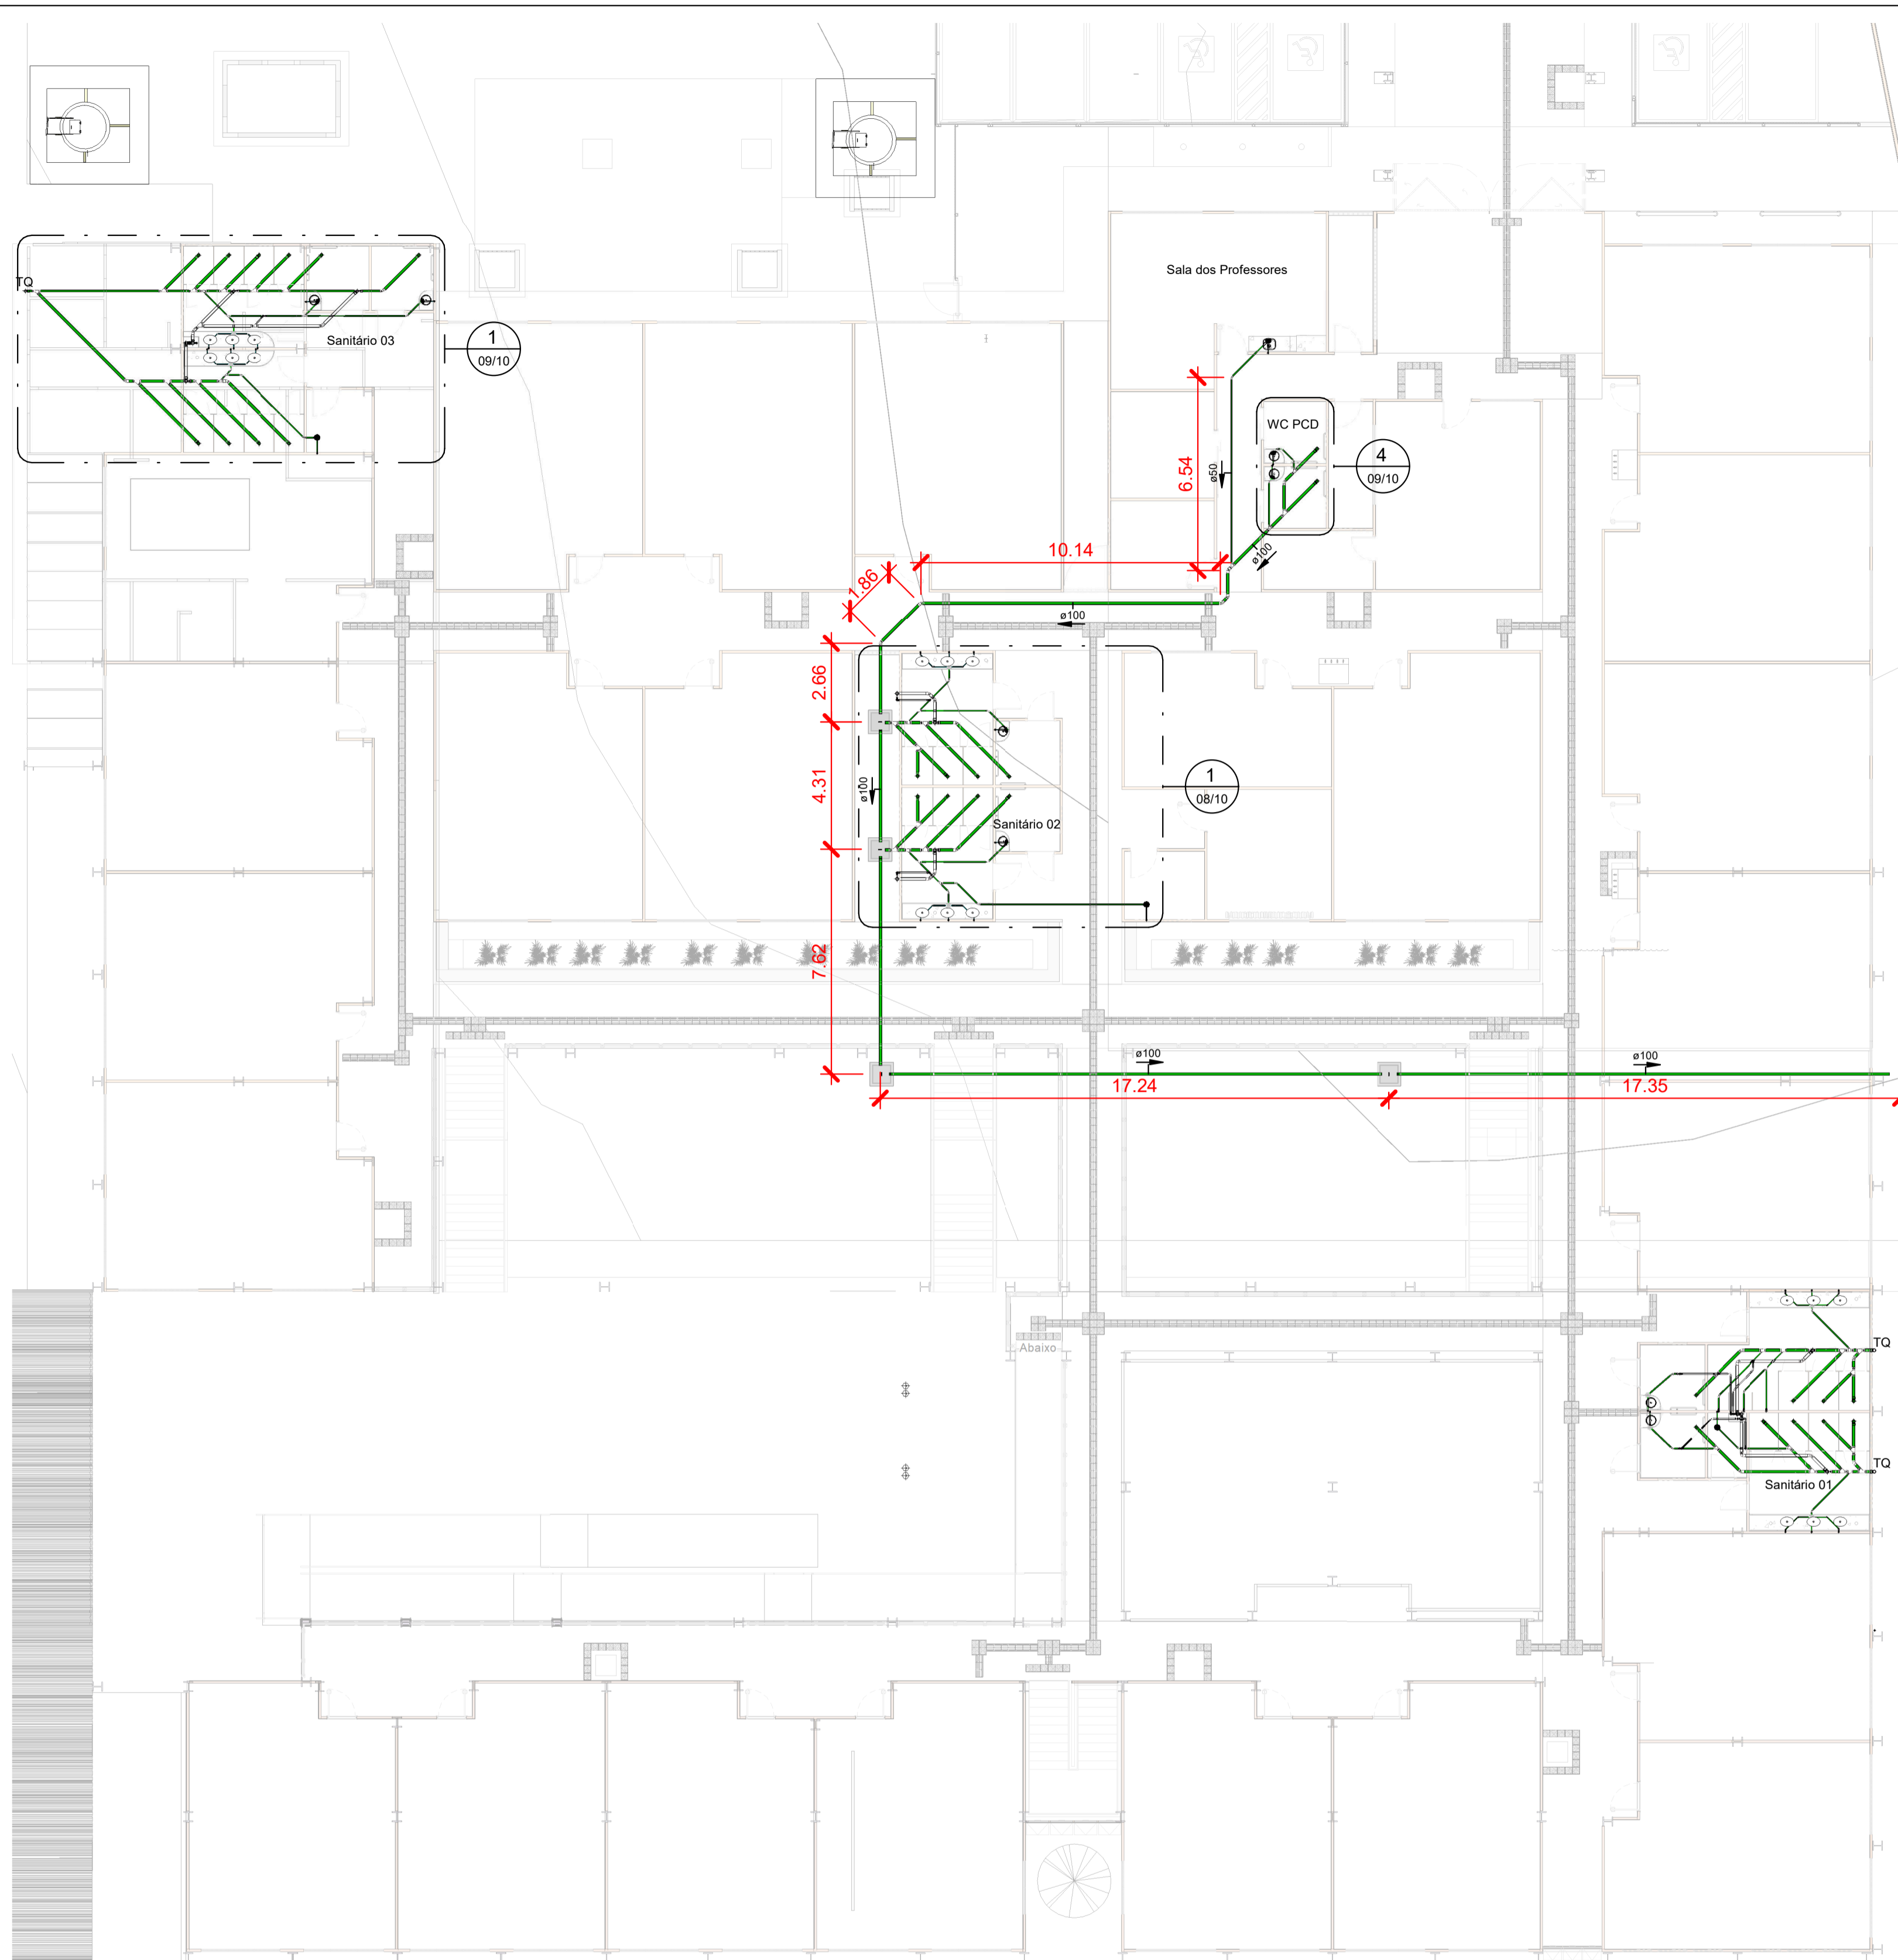 Sala dos Professores
TQ
Sanitário 03
1
09/10
WC PCD
4
09/10
6.54
ø50
ø100
10.14
1.86
ø100
2.66
4.31
ø100
1
08/10
Sanitário 02
7.62
ø100
17.24
ø100
17.35
Abaixo
TQ
TQ
Sanitário 01